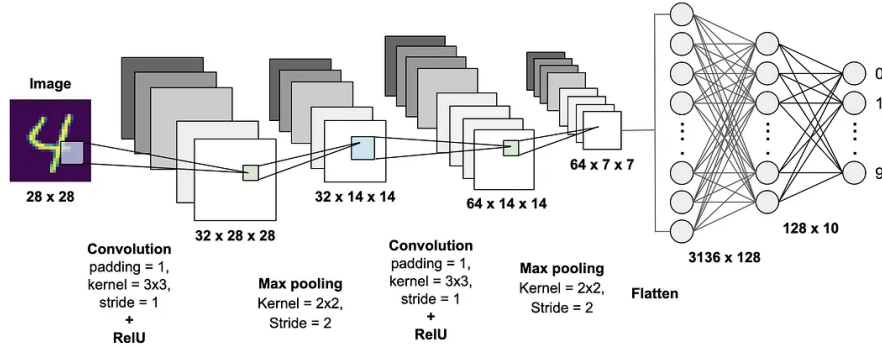 Image
28 x 28
Convolution
padding = 1,
kernel = 3x3,
stride = 1
+
RelU
32 x 28 x 28
Max pooling
Kernel = 2x2,
Stride = 2
32 x 14 x 14
Convolution
padding = 1,
kernel = 3x3,
stride = 1
+
RelU
64 x 14 x 14
Max pooling
Kernel = 2x2,
Stride = 2
64 x 7 x 7
Flatten
3136 x 128
128 x 10
0
1
9